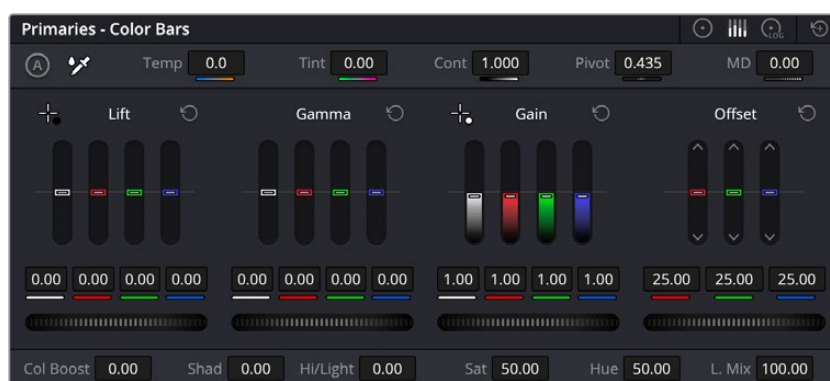 Primaries - Color Bars
LOG
A Temp 0.0 Tint 0.00 Cont 1.000 Pivot 0.435 MD 0.00
Lift Gamma Gain Offset
0.00 0.00 0.00 0.00 0.00 0.00 0.00 0.00 1.00 1.00 1.00 1.00 25.00 25.00 25.00
Col Boost 0.00 Shad 0.00 Hi/Light 0.00 Sat 50.00 Hue 50.00 L. Mix 100.00